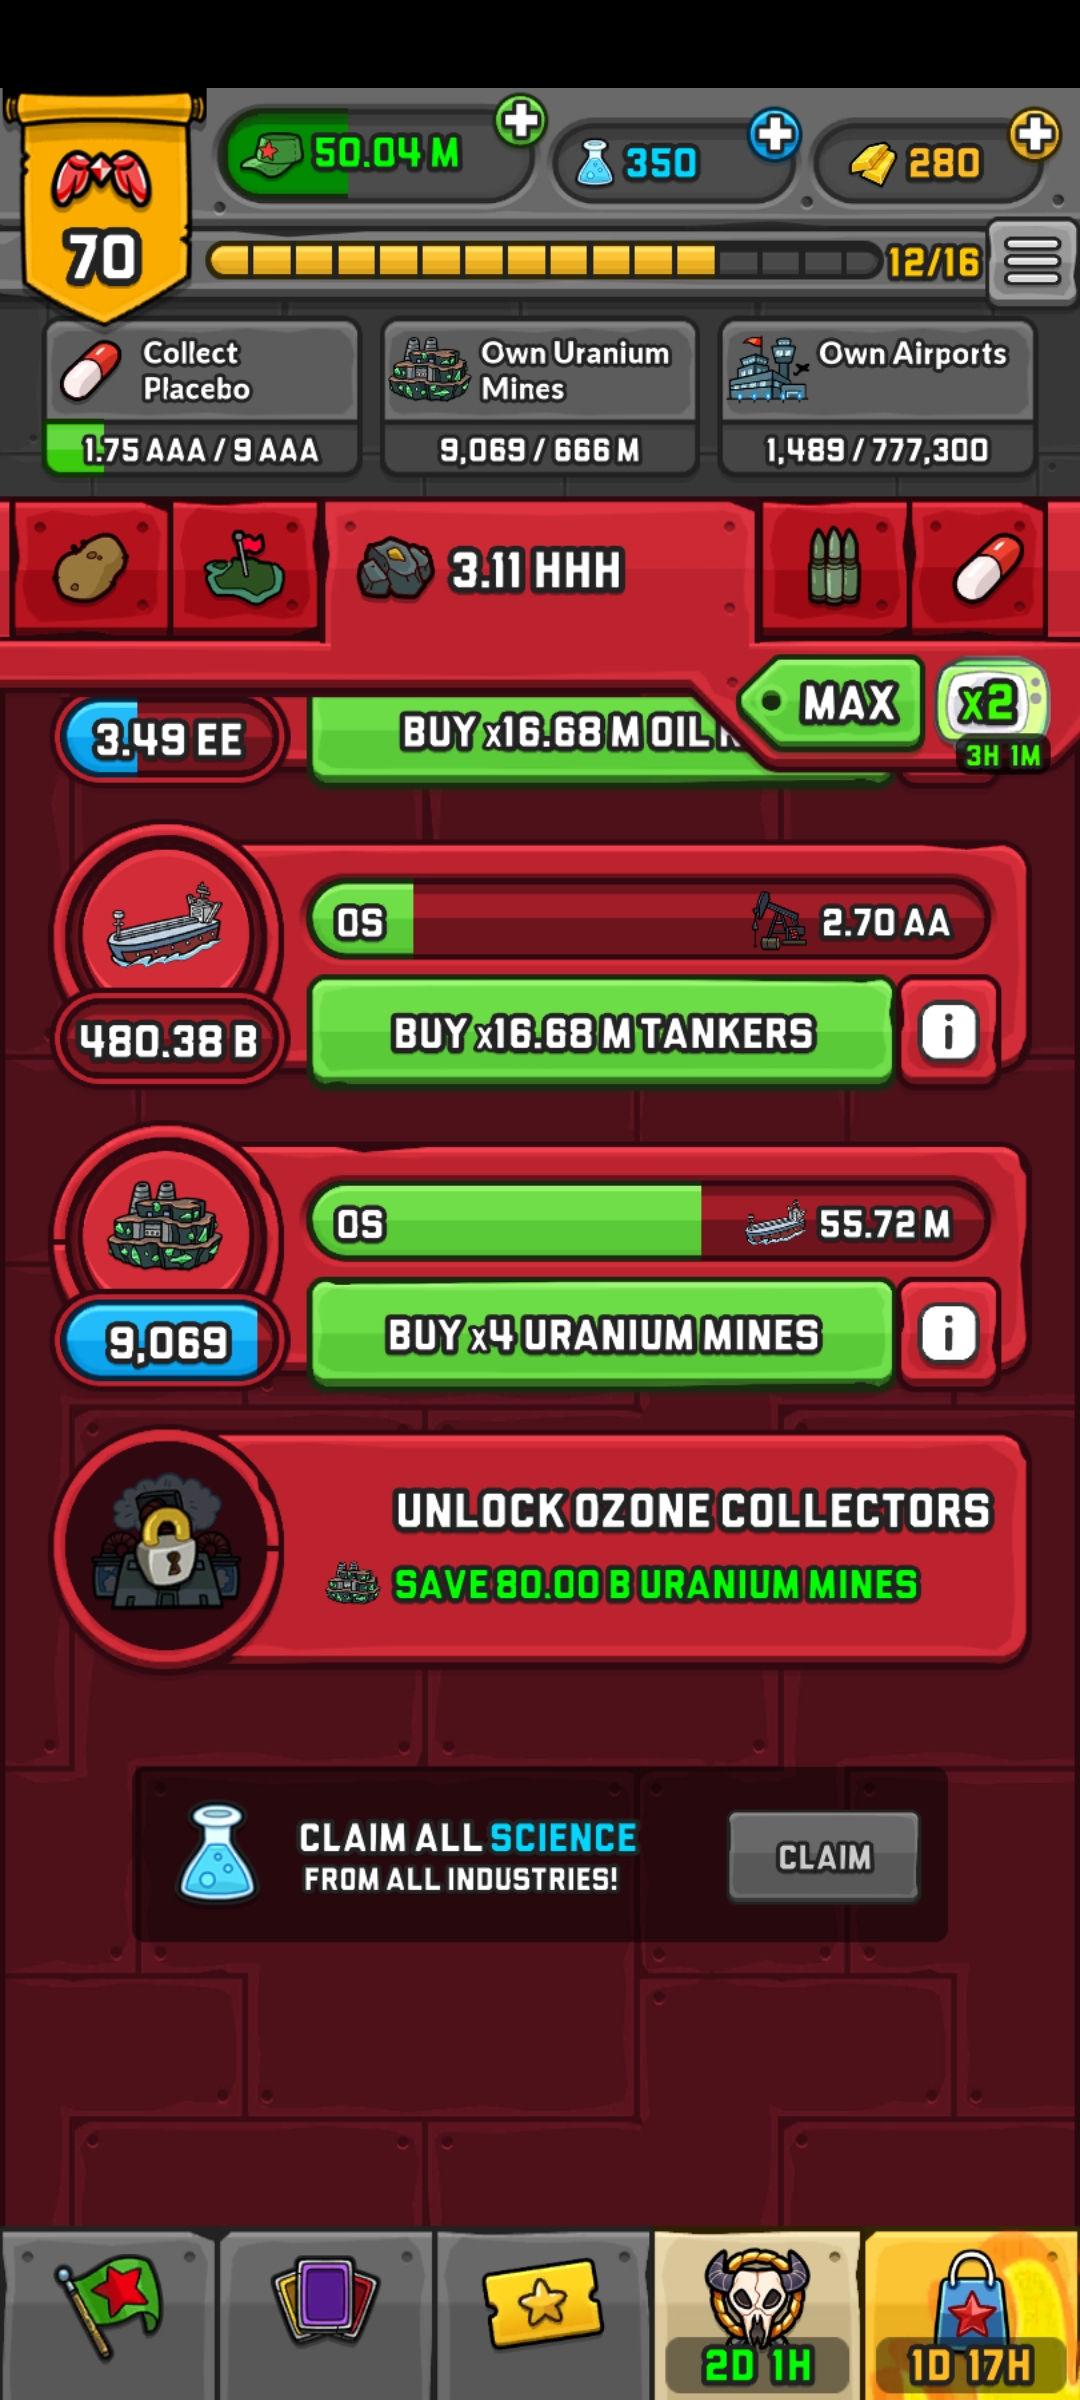 50.04 M
350
280
70
12/16
Collect
Placebo
1.75 AAA / 9 AAA
Own Uranium
Mines
9,069 / 666 M
Own Airports
1,489 / 777,300
3.11 HHH
MAX
x2
3H 1M
3.49 EE
BUY x16.68 M OIL
0S
2.70 AA
480.38 B
BUY x16.68 M TANKERS
i
0S
55.72 M
9,069
BUY x4 URANIUM MINES
i
UNLOCK OZONE COLLECTORS
SAVE 80.00 B URANIUM MINES
CLAIM ALL SCIENCE
FROM ALL INDUSTRIES!
CLAIM
2D 1H
1D 17H